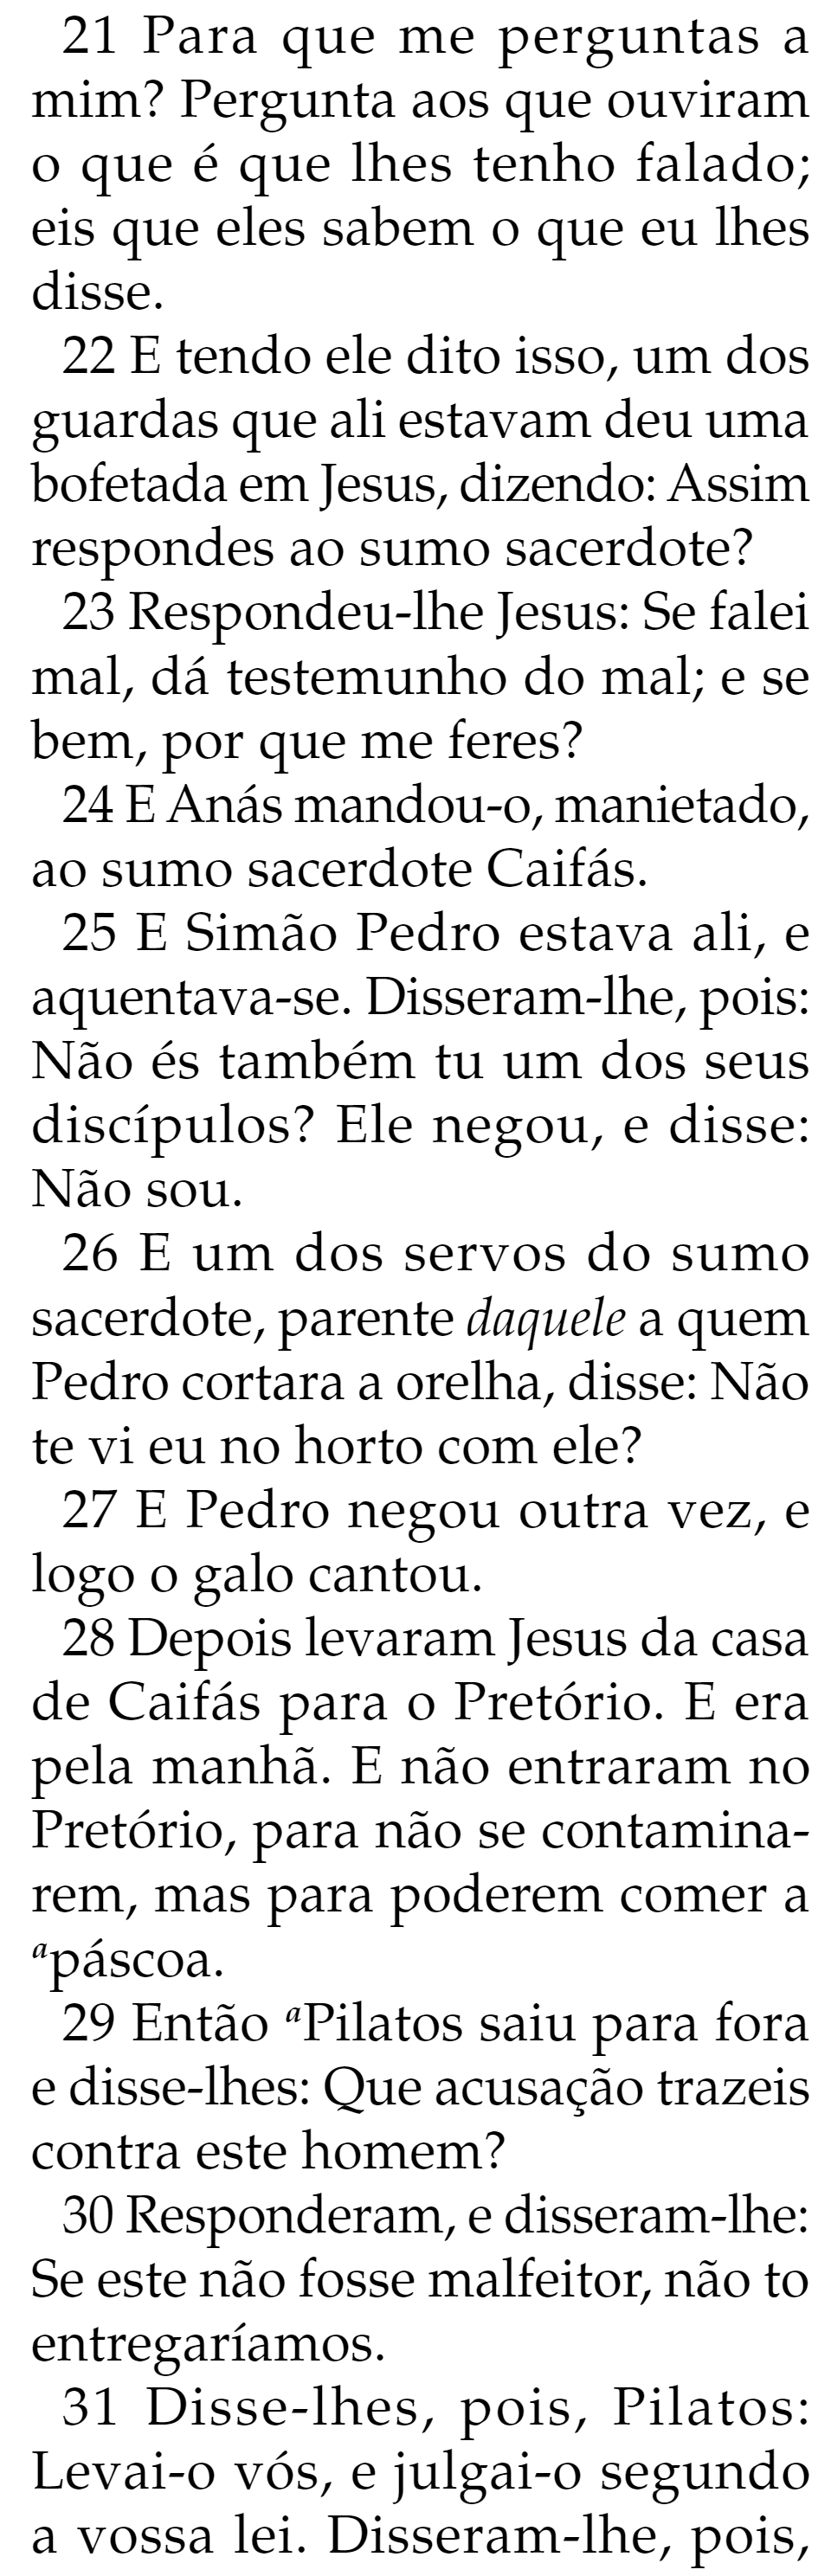 21 Para que me perguntas a
mim? Pergunta aos que ouviram
o que é que lhes tenho falado;
eis que eles sabem o que eu lhes
disse.
22 E tendo ele dito isso, um dos
guardas que ali estavam deu uma
bofetada em Jesus, dizendo: Assim
respondes ao sumo sacerdote?
23 Respondeu-lhe Jesus: Se falei
mal, dá testemunho do mal; e se
bem, por que me feres?
24 E Anás mandou-o, manietado,
ao sumo sacerdote Caifás.
25 E Simão Pedro estava ali, e
aquentava-se. Disseram-lhe, pois:
Não és também tu um dos seus
discípulos? Ele negou, e disse:
Não sou.
26 E um dos servos do sumo
sacerdote, parente daquele a quem
Pedro cortara a orelha, disse: Não
te vi eu no horto com ele?
27 E Pedro negou outra vez, e
logo o galo cantou.
28 Depois levaram Jesus da casa
de Caifás para o Pretório. E era
pela manhã. E não entraram no
Pretório, para não se contamina-
rem, mas para poderem comer a
ᵃpáscoa.
29 Então ᵃPilatos saiu para fora
e disse-lhes: Que acusação trazeis
contra este homem?
30 Responderam, e disseram-lhe:
Se este não fosse malfeitor, não to
entregaríamos.
31 Disse-lhes, pois, Pilatos:
Levai-o vós, e julgai-o segundo
a vossa lei. Disseram-lhe, pois,